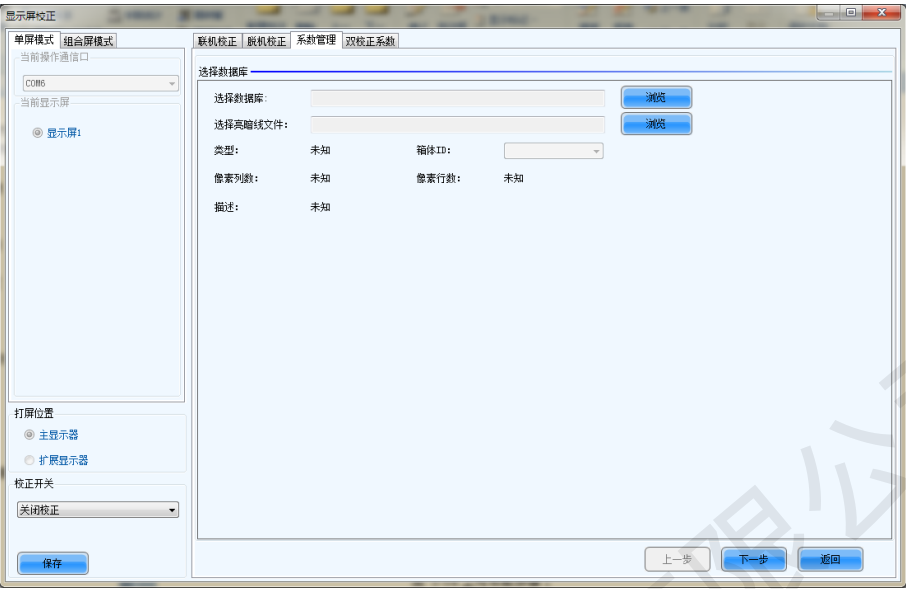 显示屏校正
单屏模式 组合屏模式
联机校正 脱机校正 系数管理 双校正系数
当前操作通信口
COM6
当前显示屏
显示屏1
打屏位置
主显示器
扩展显示器
校正开关
关闭校正
保存
选择数据库
选择数据库: 浏览
选择亮暗线文件: 浏览
类型: 未知 箱体ID:
像素列数: 未知 像素行数: 未知
描述: 未知
上一步 下一步 返回
有限公司